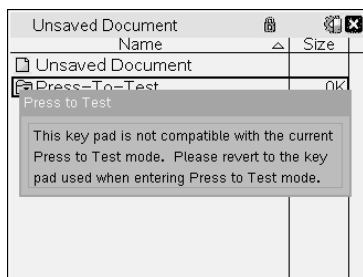 Unsaved Document
Name Size
Unsaved Document
Press-To-Test 0K
Press to Test
This key pad is not compatible with the current
Press to Test mode. Please revert to the key
pad used when entering Press to Test mode.